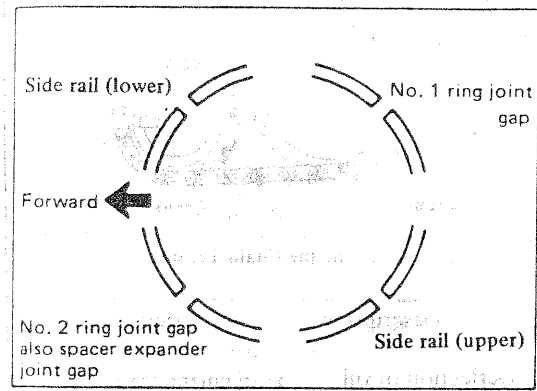 Side rail (lower)
No. 1 ring joint
gap
Forward
No. 2 ring joint gap
also spacer expander
joint gap
Side rail (upper)